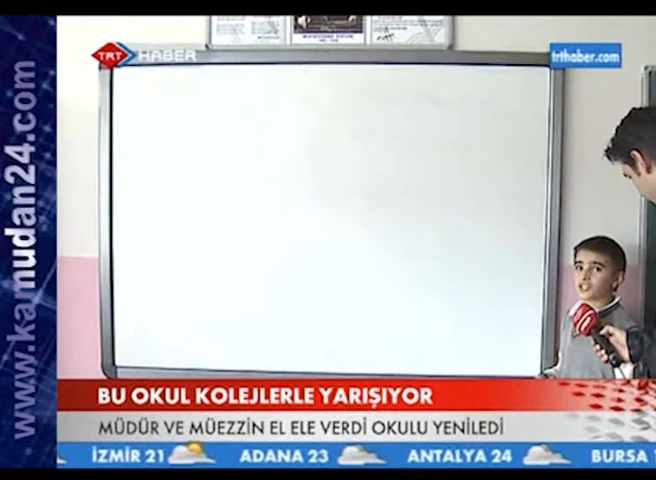 TRT HABER
trthaber.com
www.kamudan24.com
BU OKUL KOLEJLERLE YARIŞIYOR
MÜDÜR VE MÜEZZİN EL ELE VERDİ OKULU YENİLEDİ
İZMİR 21 ADANA 23 ANTALYA 24 BURSA